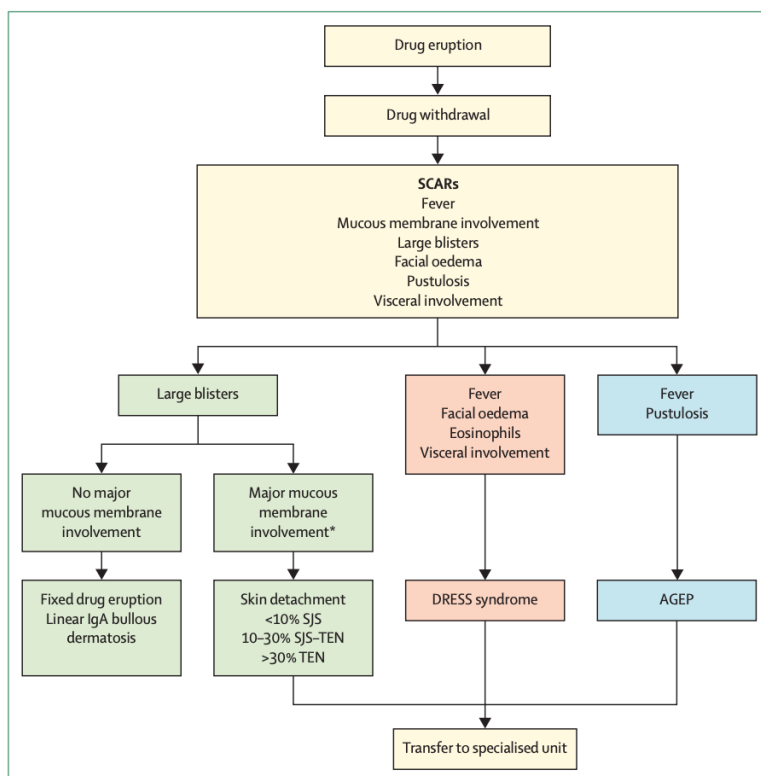 Drug eruption
Drug withdrawal
SCARs
Fever
Mucous membrane involvement
Large blisters
Facial oedema
Pustulosis
Visceral involvement
Large blisters
Fever
Facial oedema
Eosinophils
Visceral involvement
Fever
Pustulosis
No major
mucous membrane
involvement
Major mucous
membrane
involvement*
Fixed drug eruption
Linear IgA bullous
dermatosis
Skin detachment
<10% SJS
10–30% SJS–TEN
>30% TEN
DRESS syndrome
AGEP
Transfer to specialised unit